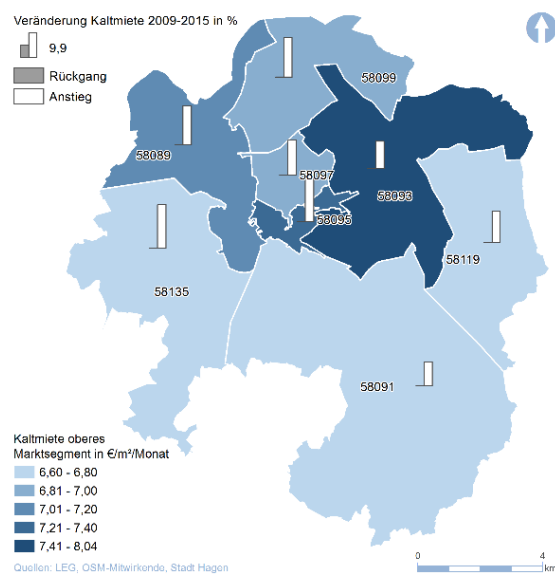 Veränderung Kaltmiete 2009-2015 in %
9,9
Rückgang
Anstieg
58099
58089
58097
58093
58095
58119
58135
58091
Kaltmiete oberes
Marktsegment in €/m²/Monat
6,60 - 6,80
6,81 - 7,00
7,01 - 7,20
7,21 - 7,40
7,41 - 8,04
Quellen: LEG, OSM-Mitwirkende, Stadt Hagen
0 4
km